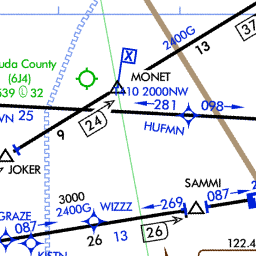 2400G
13
37
uda County
(6J4)
539 32
X
MONET
10 2000NW
281
098
VN 25
24
HUFMN
9
JOKER
3000
2400G
WIZZZ
269
SAMMI
087
2
GRAZE
087
26
13
26
KISTN
122.4